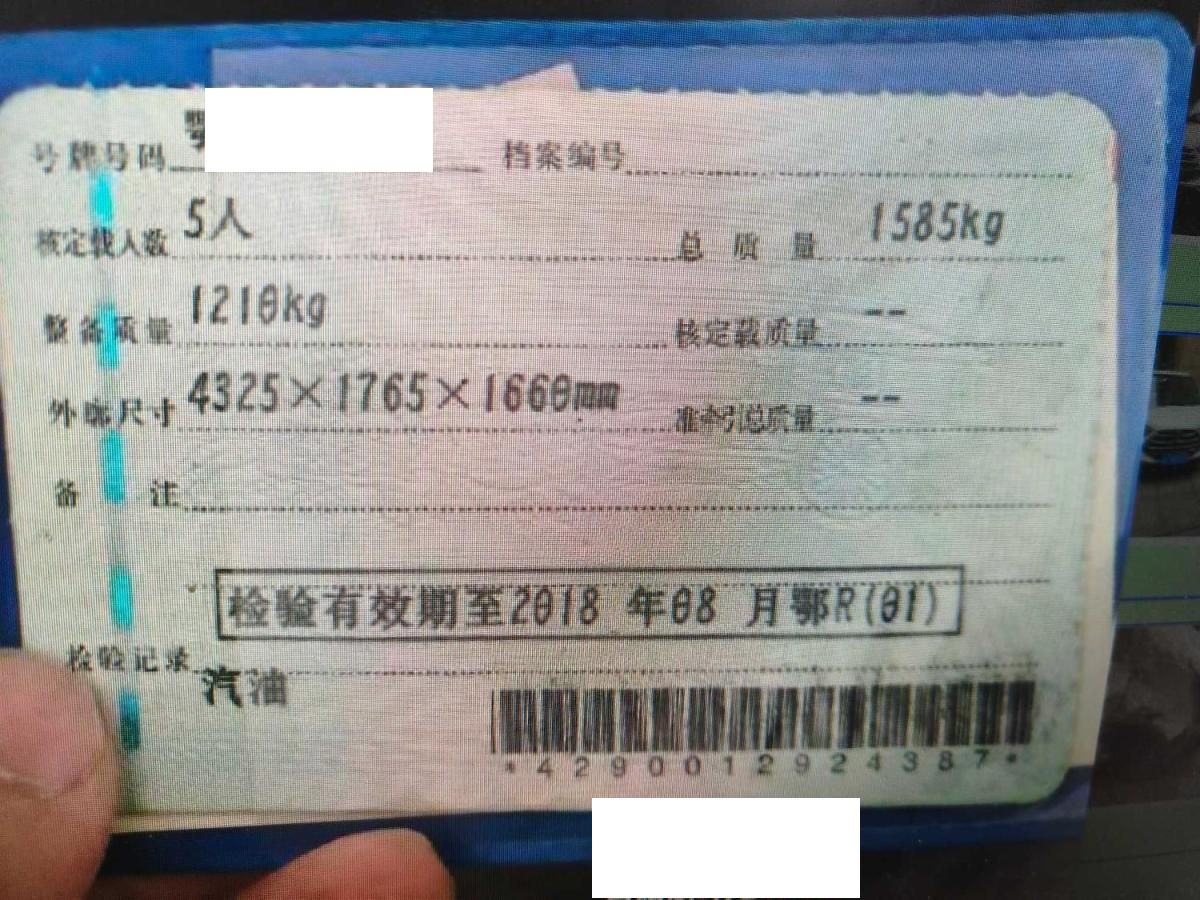 号牌号码 鄂 档案编号
核定载人数 5人 总质量 1585kg
整备质量 1210kg 核定载质量 --
外廓尺寸 4325×1765×1660mm 准牵引总质量 --
备注
检验有效期至2018 年08 月鄂R(01)
检验记录
汽油
*4290012924387*